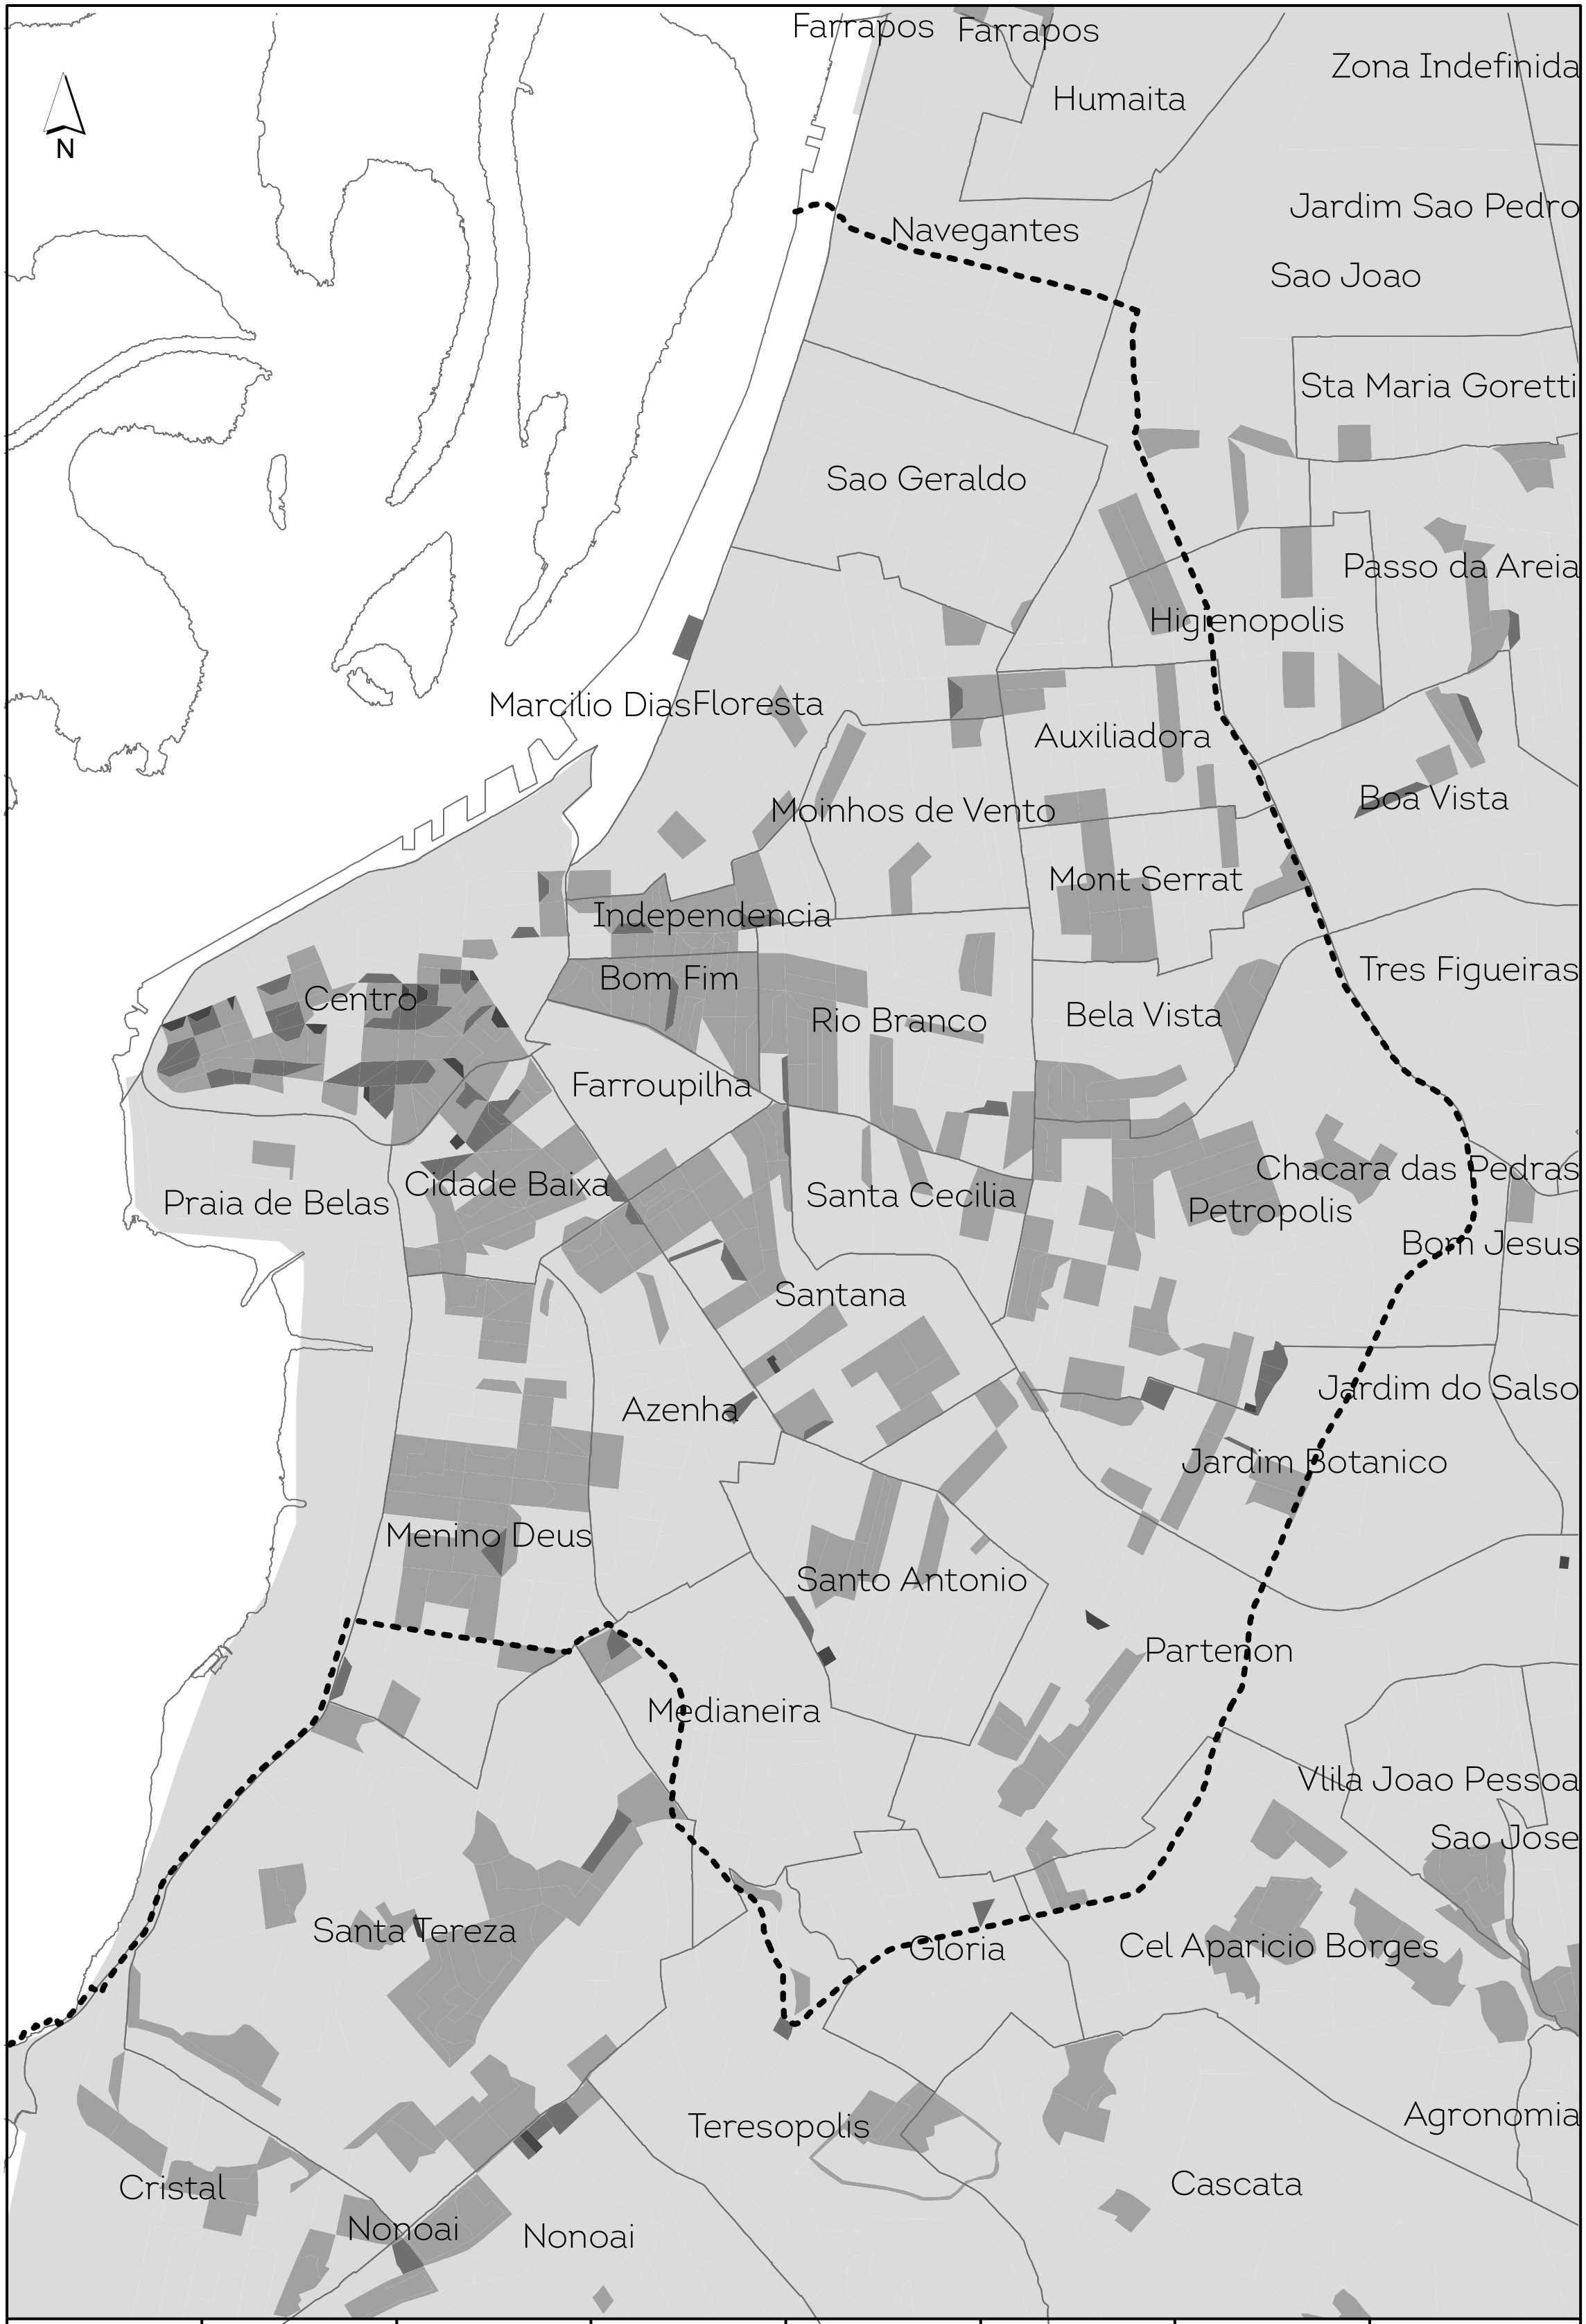 Farrapos
Farrapos
Zona Indefinida
Humaita
N
Jardim Sao Pedro
Navegantes
Sao Joao
Sta Maria Goretti
Sao Geraldo
Passo da Areia
Higienopolis
Marcilio Dias
Floresta
Auxiliadora
Boa Vista
Moinhos de Vento
Mont Serrat
Independencia
Tres Figueiras
Bom Fim
Centro
Rio Branco
Bela Vista
Farroupilha
Chacara das Pedras
Cidade Baixa
Praia de Belas
Santa Cecilia
Petropolis
Bom Jesus
Santana
Jardim do Salso
Azenha
Jardim Botanico
Menino Deus
Santo Antonio
Partenon
Medianeira
Vlila Joao Pessoa
Sao Jose
Santa Tereza
Gloria
Cel Aparicio Borges
Agronomia
Teresopolis
Cascata
Cristal
Nonoai
Nonoai